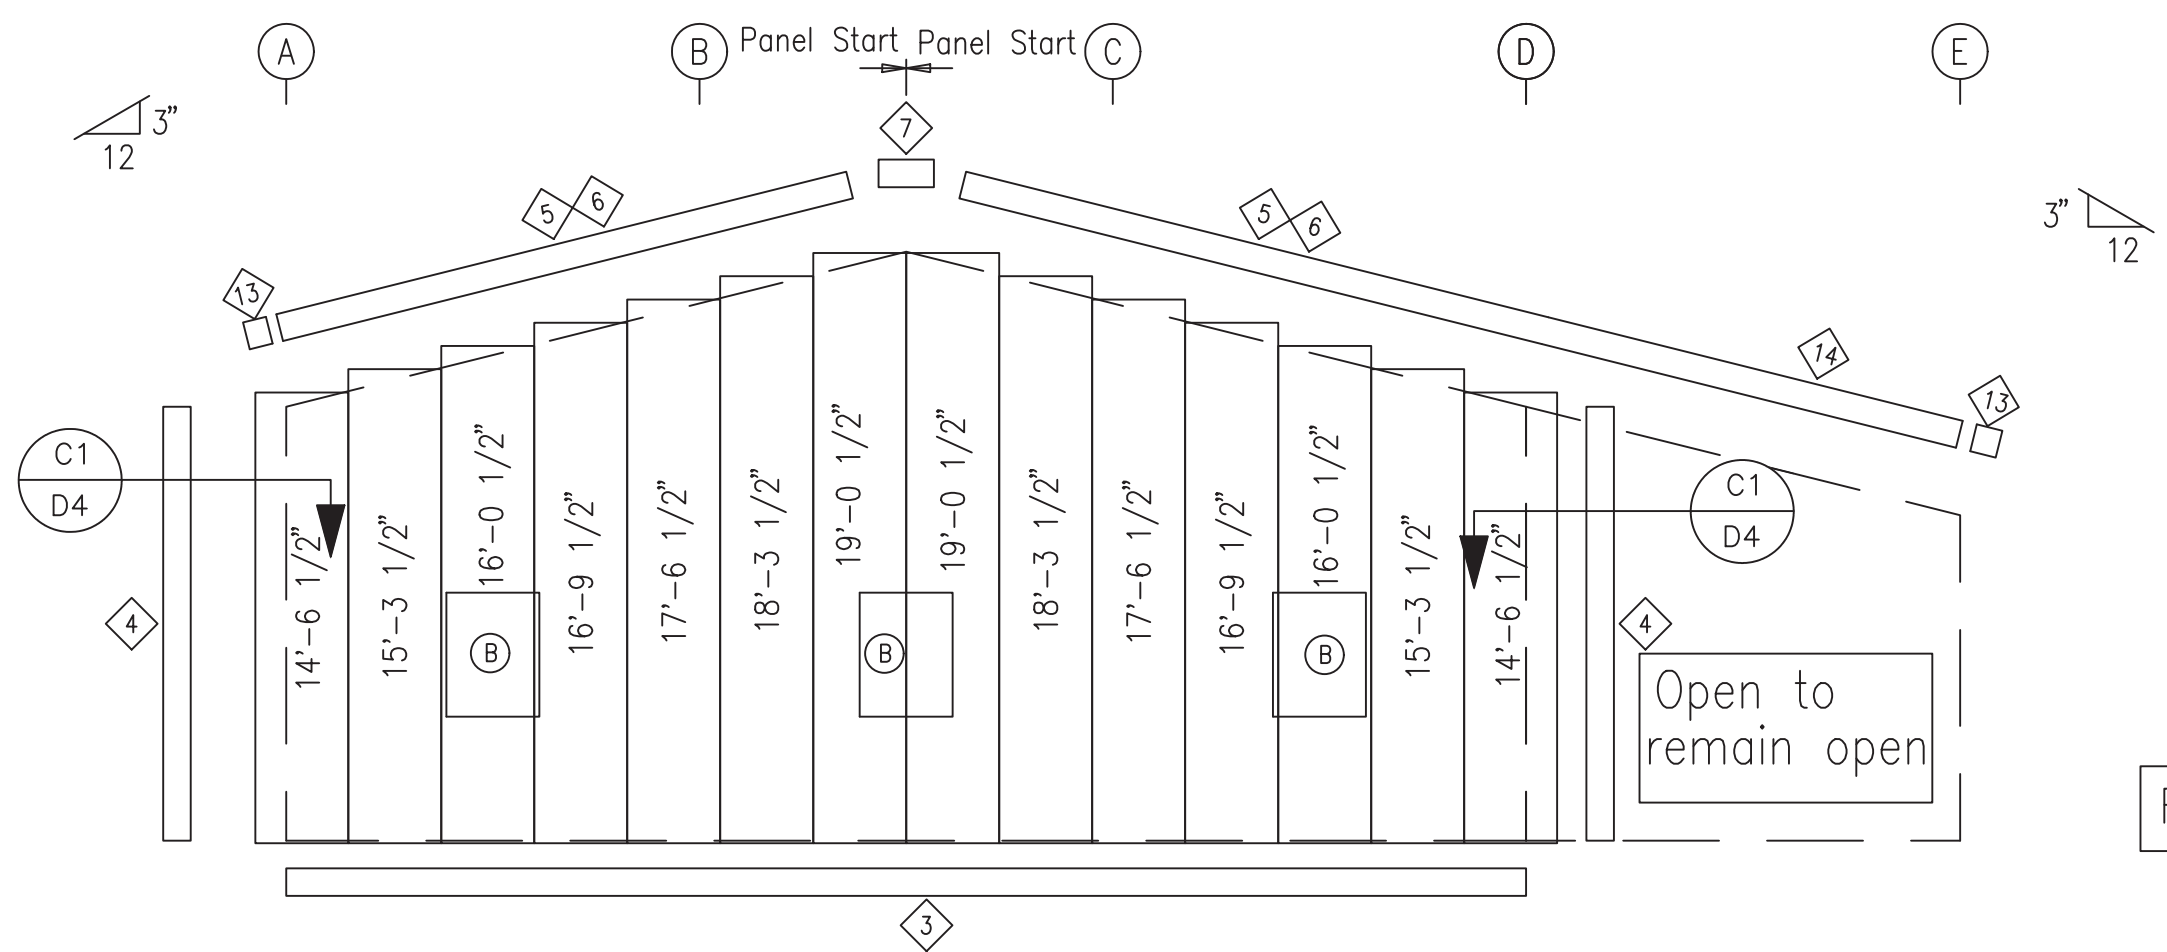 A
B
Panel Start
Panel Start
C
D
E
3”
12
7
5
6
5
6
3”
12
13
14
13
C1
D4
C1
D4
14’-6 1/2”
15’-3 1/2”
16’-0 1/2”
16’-9 1/2”
17’-6 1/2”
18’-3 1/2”
19’-0 1/2”
19’-0 1/2”
18’-3 1/2”
17’-6 1/2”
16’-9 1/2”
16’-0 1/2”
15’-3 1/2”
14’-6 1/2”
4
B
B
B
4
Open to
remain open
3